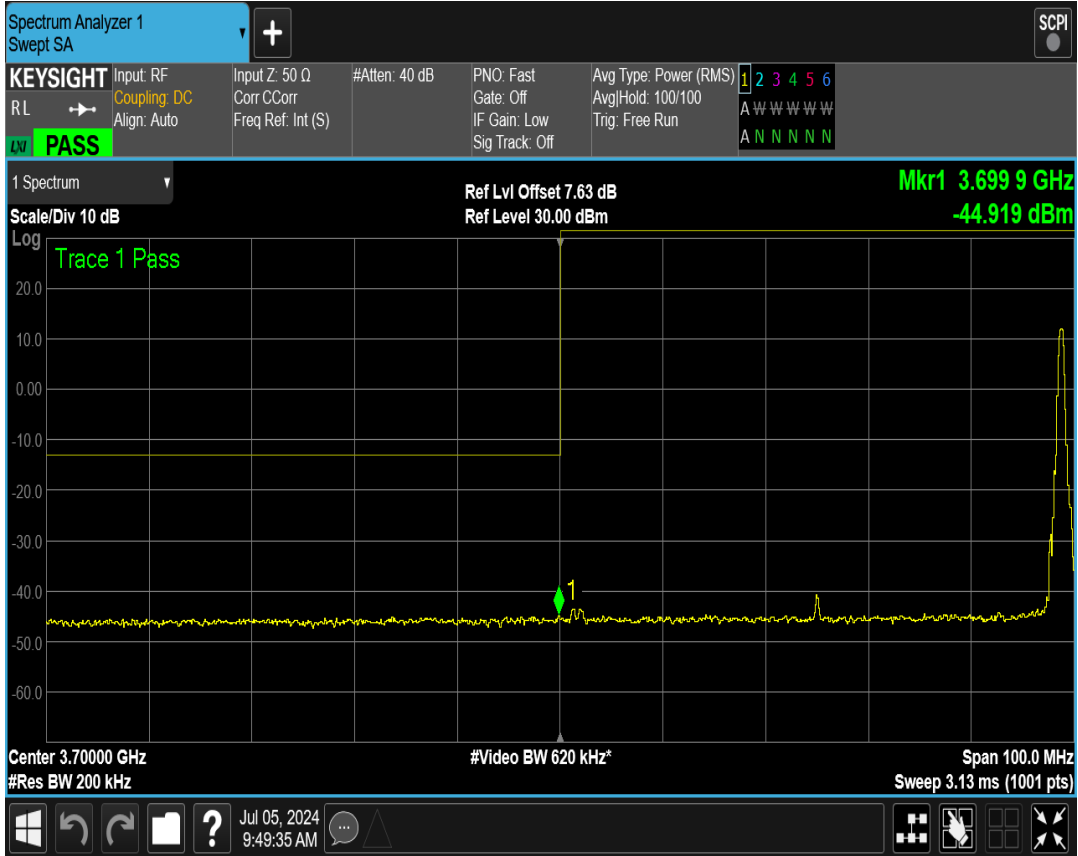 Spectrum Analyzer 1
Swept SA
SCPI
KEYSIGHT
R L
LXI PASS
Input: RF
Coupling: DC
Align: Auto
Input Z: 50 Ω
Corr CCorr
Freq Ref: Int (S)
#Atten: 40 dB
PNO: Fast
Gate: Off
IF Gain: Low
Sig Track: Off
Avg Type: Power (RMS)
Avg|Hold: 100/100
Trig: Free Run
1 2 3 4 5 6
A W W W W W
A N N N N N
1 Spectrum
Scale/Div 10 dB
Ref Lvl Offset 7.63 dB
Ref Level 30.00 dBm
Mkr1 3.699 9 GHz
-44.919 dBm
Log
Trace 1 Pass
20.0
10.0
0.00
-10.0
-20.0
-30.0
-40.0
1
-50.0
-60.0
Center 3.70000 GHz
#Res BW 200 kHz
#Video BW 620 kHz*
Span 100.0 MHz
Sweep 3.13 ms (1001 pts)
?
Jul 05, 2024
9:49:35 AM